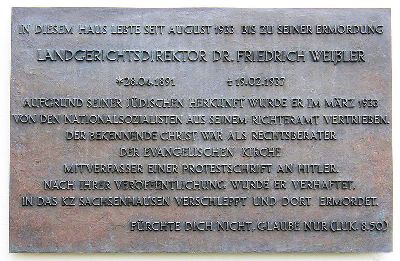 IN DIESEM HAUS LEBTE SEIT AUGUST 1933 BIS ZU SEINER ERMORDUNG
LANDGERICHTSDIREKTOR DR. FRIEDRICH WEIẞLER
*28.04.1891 †19.02.1937
AUFGRUND SEINER JÜDISCHEN HERKUNFT WURDE ER IM MÄRZ 1933
VON DEN NATIONALSOZIALISTEN AUS SEINEM RICHTERAMT VERTRIEBEN.
DER BEKENNENDE CHRIST WAR ALS RECHTSBERATER
DER EVANGELISCHEN KIRCHE
MITVERFASSER EINER PROTESTSCHRIFT AN HITLER.
NACH IHRER VERÖFFENTLICHUNG WURDE ER VERHAFTET,
IN DAS KZ SACHSENHAUSEN VERSCHLEPPT UND DORT ERMORDET.
FÜRCHTE DICH NICHT, GLAUBE NUR (LUK. 8.50)